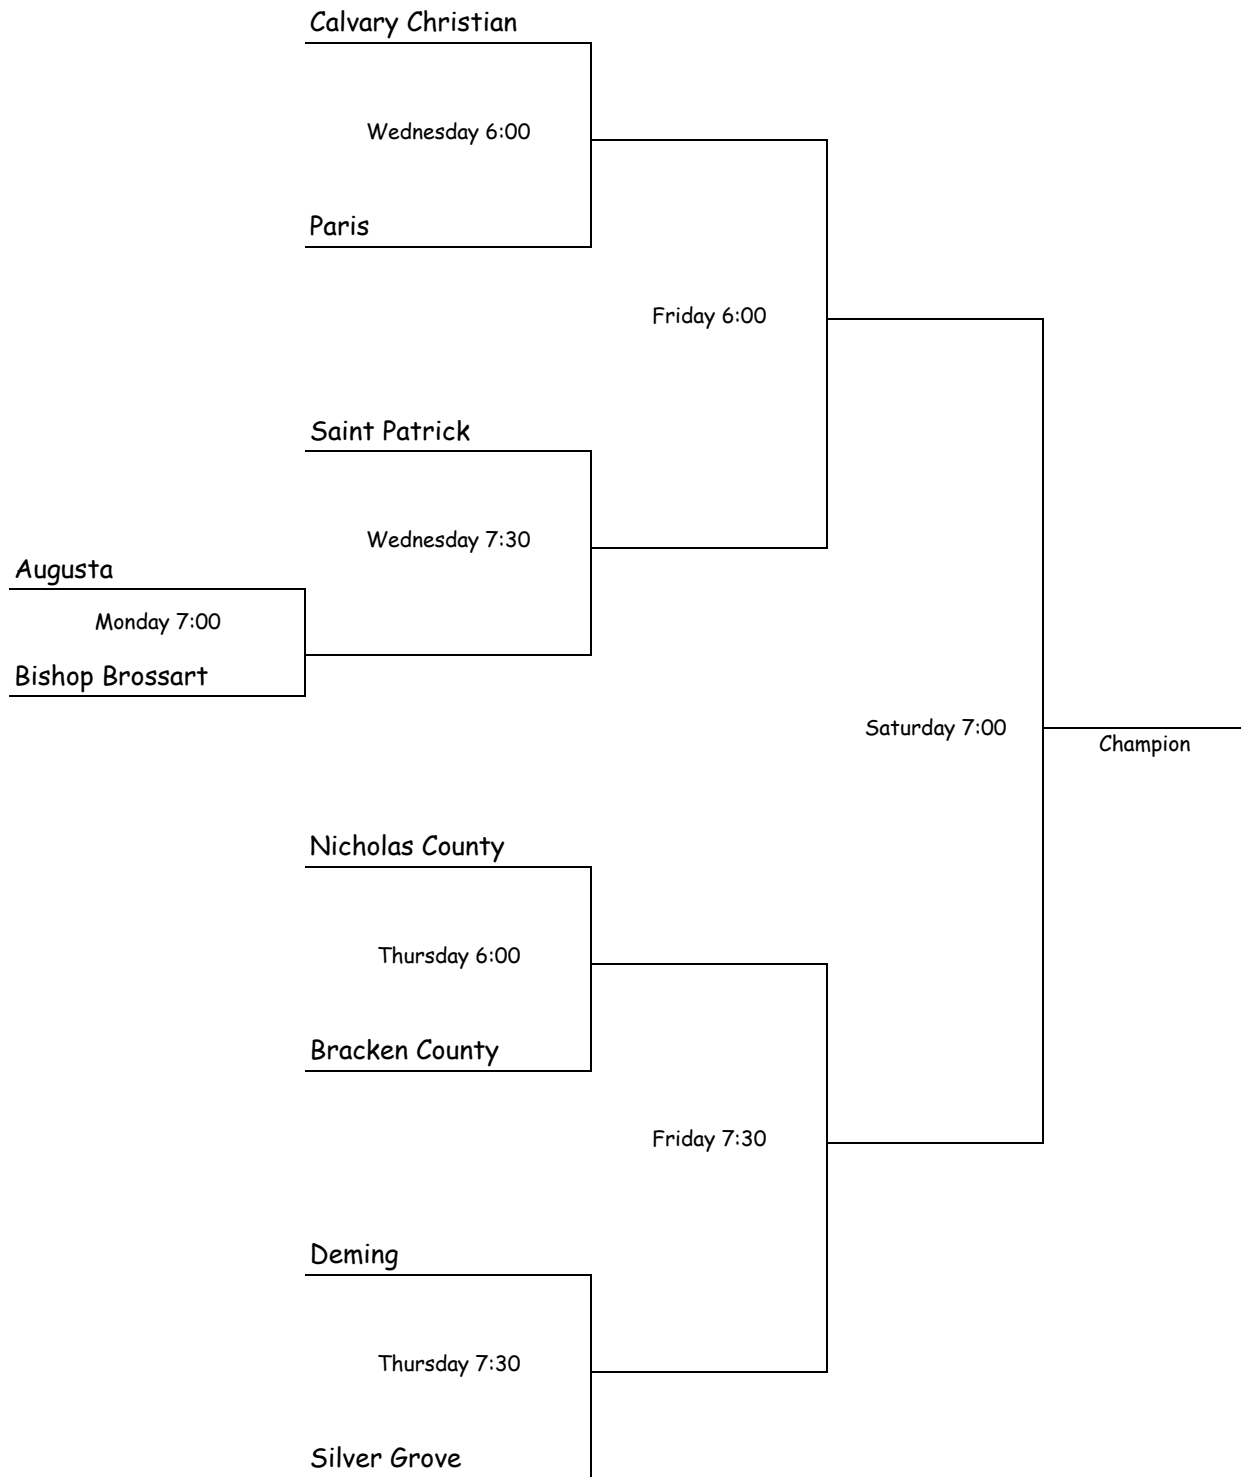 Calvary Christian
Wednesday 6:00
Paris
Friday 6:00
Saint Patrick
Wednesday 7:30
Augusta
Monday 7:00
Bishop Brossart
Saturday 7:00
Champion
Nicholas County
Thursday 6:00
Bracken County
Friday 7:30
Deming
Thursday 7:30
Silver Grove